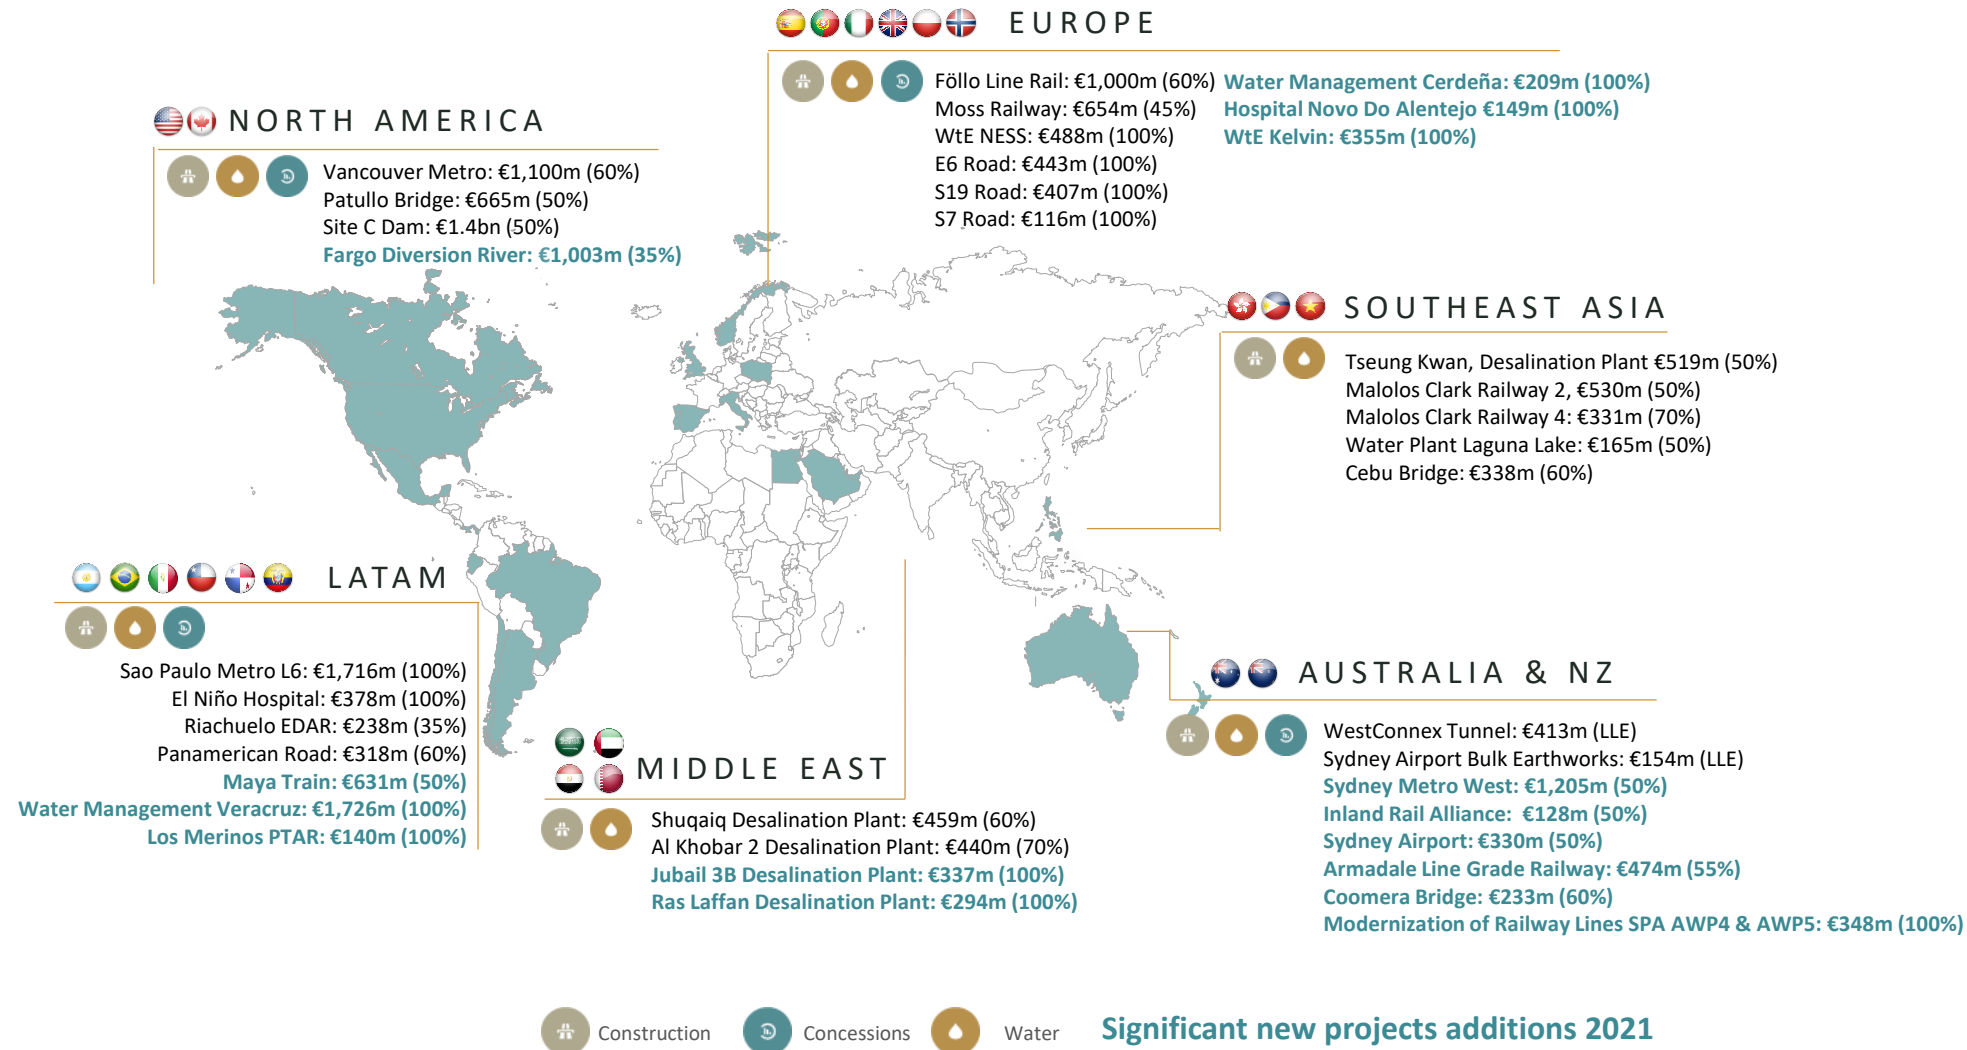 EUROPE
Föllo Line Rail: €1,000m (60%)
Moss Railway: €654m (45%)
WtE NESS: €488m (100%)
E6 Road: €443m (100%)
S19 Road: €407m (100%)
S7 Road: €116m (100%)
Water Management Cerdeña: €209m (100%)
Hospital Novo Do Alentejo €149m (100%)
WtE Kelvin: €355m (100%)
NORTH AMERICA
Vancouver Metro: €1,100m (60%)
Patullo Bridge: €665m (50%)
Site C Dam: €1.4bn (50%)
Fargo Diversion River: €1,003m (35%)
SOUTHEAST ASIA
Tseung Kwan, Desalination Plant €519m (50%)
Malolos Clark Railway 2, €530m (50%)
Malolos Clark Railway 4: €331m (70%)
Water Plant Laguna Lake: €165m (50%)
Cebu Bridge: €338m (60%)
LATAM
Sao Paulo Metro L6: €1,716m (100%)
El Niño Hospital: €378m (100%)
Riachuelo EDAR: €238m (35%)
Panamerican Road: €318m (60%)
Maya Train: €631m (50%)
Water Management Veracruz: €1,726m (100%)
Los Merinos PTAR: €140m (100%)
MIDDLE EAST
Shuqaiq Desalination Plant: €459m (60%)
Al Khobar 2 Desalination Plant: €440m (70%)
Jubail 3B Desalination Plant: €337m (100%)
Ras Laffan Desalination Plant: €294m (100%)
AUSTRALIA & NZ
WestConnex Tunnel: €413m (LLE)
Sydney Airport Bulk Earthworks: €154m (LLE)
Sydney Metro West: €1,205m (50%)
Inland Rail Alliance: €128m (50%)
Sydney Airport: €330m (50%)
Armadale Line Grade Railway: €474m (55%)
Coomera Bridge: €233m (60%)
Modernization of Railway Lines SPA AWP4 & AWP5: €348m (100%)
Construction
Concessions
Water
Significant new projects additions 2021